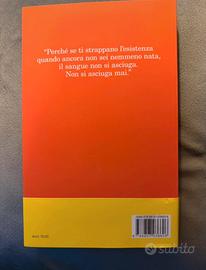 “Perché se ti strappano l’esistenza
quando ancora non sei nemmeno nata,
il sangue non si asciuga.
Non si asciuga mai.”
subito